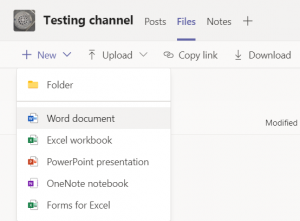 Testing channel Posts Files Notes +
+ New Upload Copy link Download
Folder
Word document
Modified
Excel workbook
PowerPoint presentation
OneNote notebook
Forms for Excel